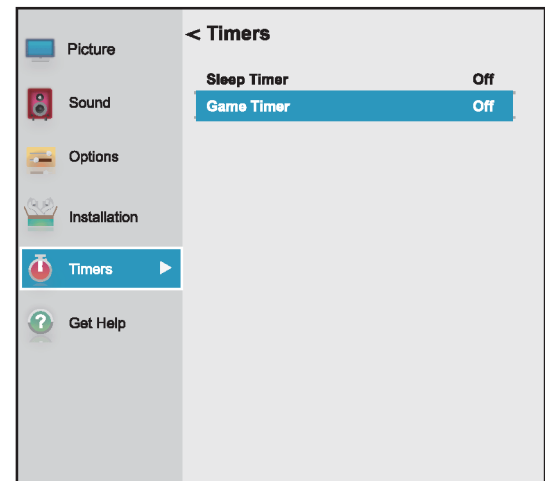 < Timers
Picture
Sleep Timer Off
Game Timer Off
Sound
Options
Installation
Timers
Get Help